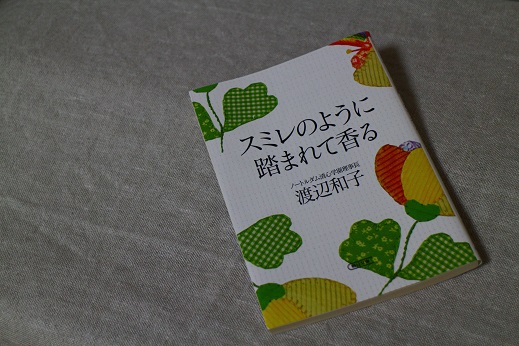 スミレのように
踏まれて香る
ノートルダム清心学園理事長
渡辺和子